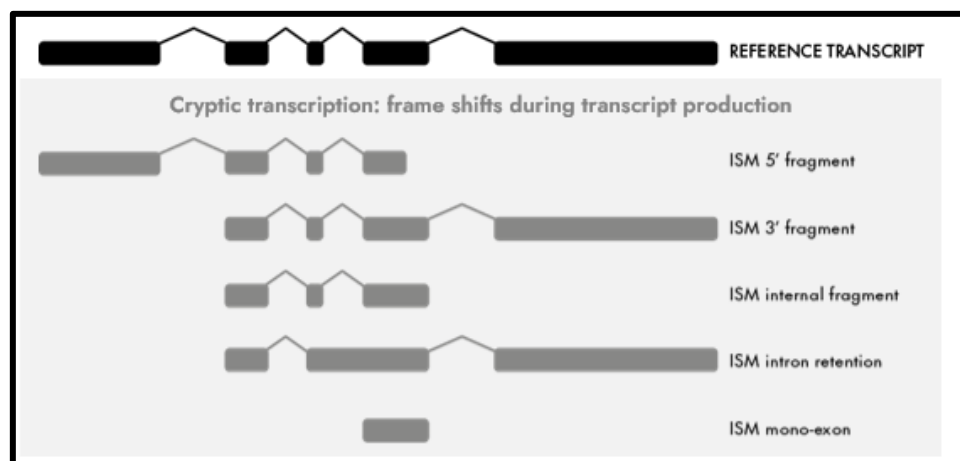 REFERENCE TRANSCRIPT
Cryptic transcription: frame shifts during transcript production
ISM 5' fragment
ISM 3' fragment
ISM internal fragment
ISM intron retention
ISM mono-exon